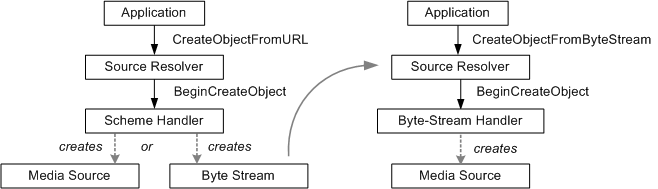 Application
CreateObjectFromURL
Source Resolver
BeginCreateObject
Scheme Handler
creates or creates
Media Source
Byte Stream
Application
CreateObjectFromByteStream
Source Resolver
BeginCreateObject
Byte-Stream Handler
creates
Media Source